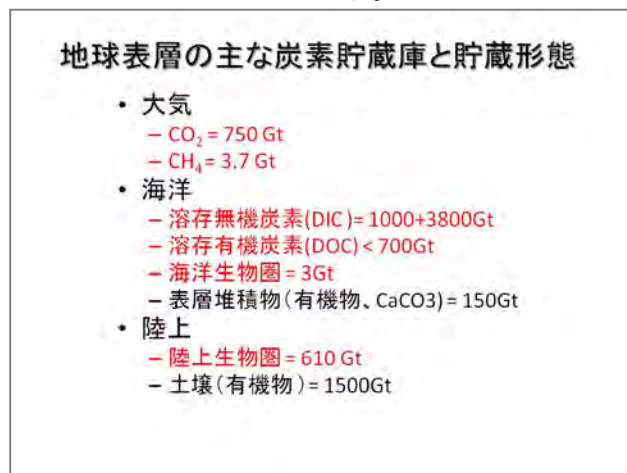 地球表層の主な炭素貯蔵庫と貯蔵形態
• 大気
– CO₂ = 750 Gt
– CH₄ = 3.7 Gt
• 海洋
– 溶存無機炭素(DIC)= 1000+3800Gt
– 溶存有機炭素(DOC) < 700Gt
– 海洋生物圏 = 3Gt
– 表層堆積物(有機物、CaCO3) = 150Gt
• 陸上
– 陸上生物圏 = 610 Gt
– 土壌(有機物) = 1500Gt